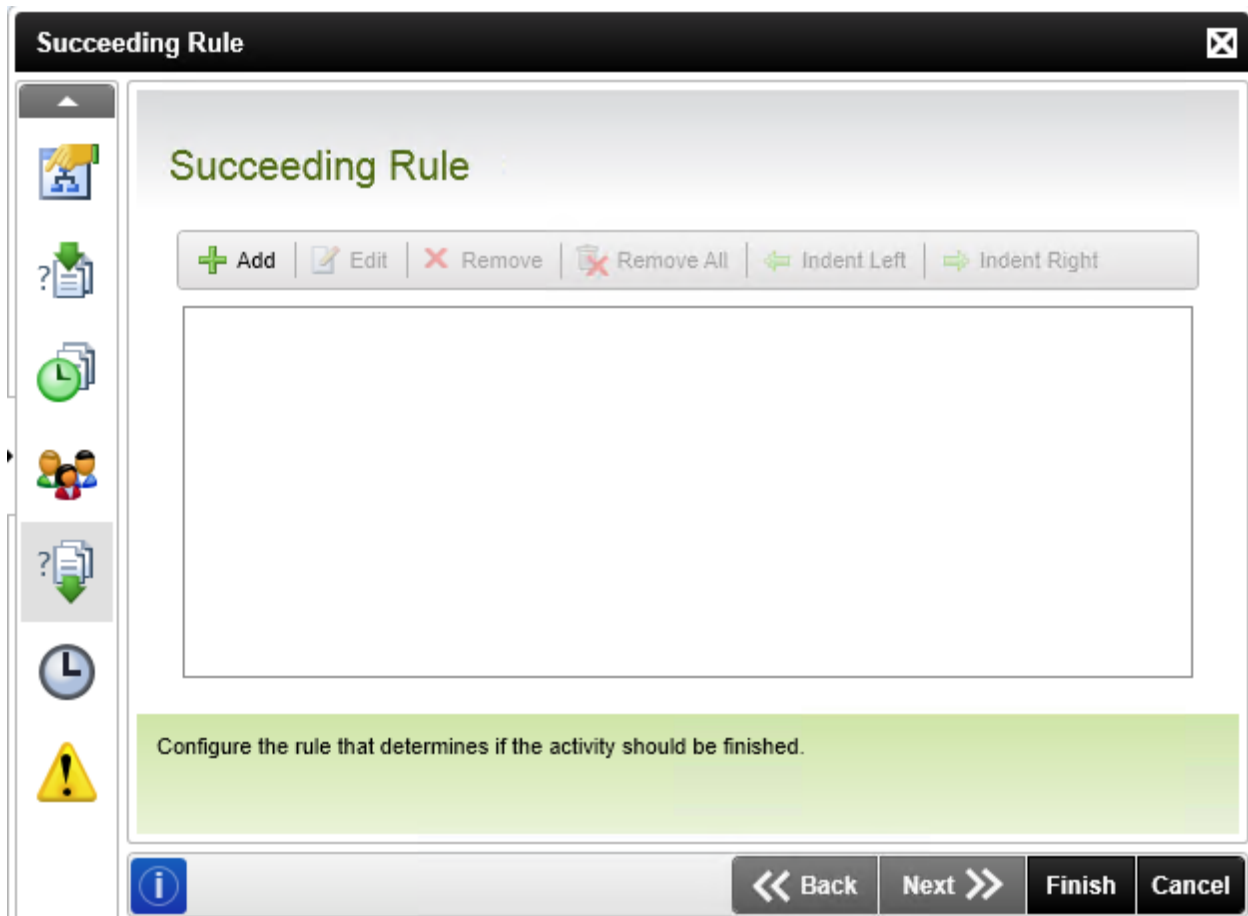 Succeeding Rule
Succeeding Rule
Add Edit Remove Remove All Indent Left Indent Right
Configure the rule that determines if the activity should be finished.
Back Next Finish Cancel